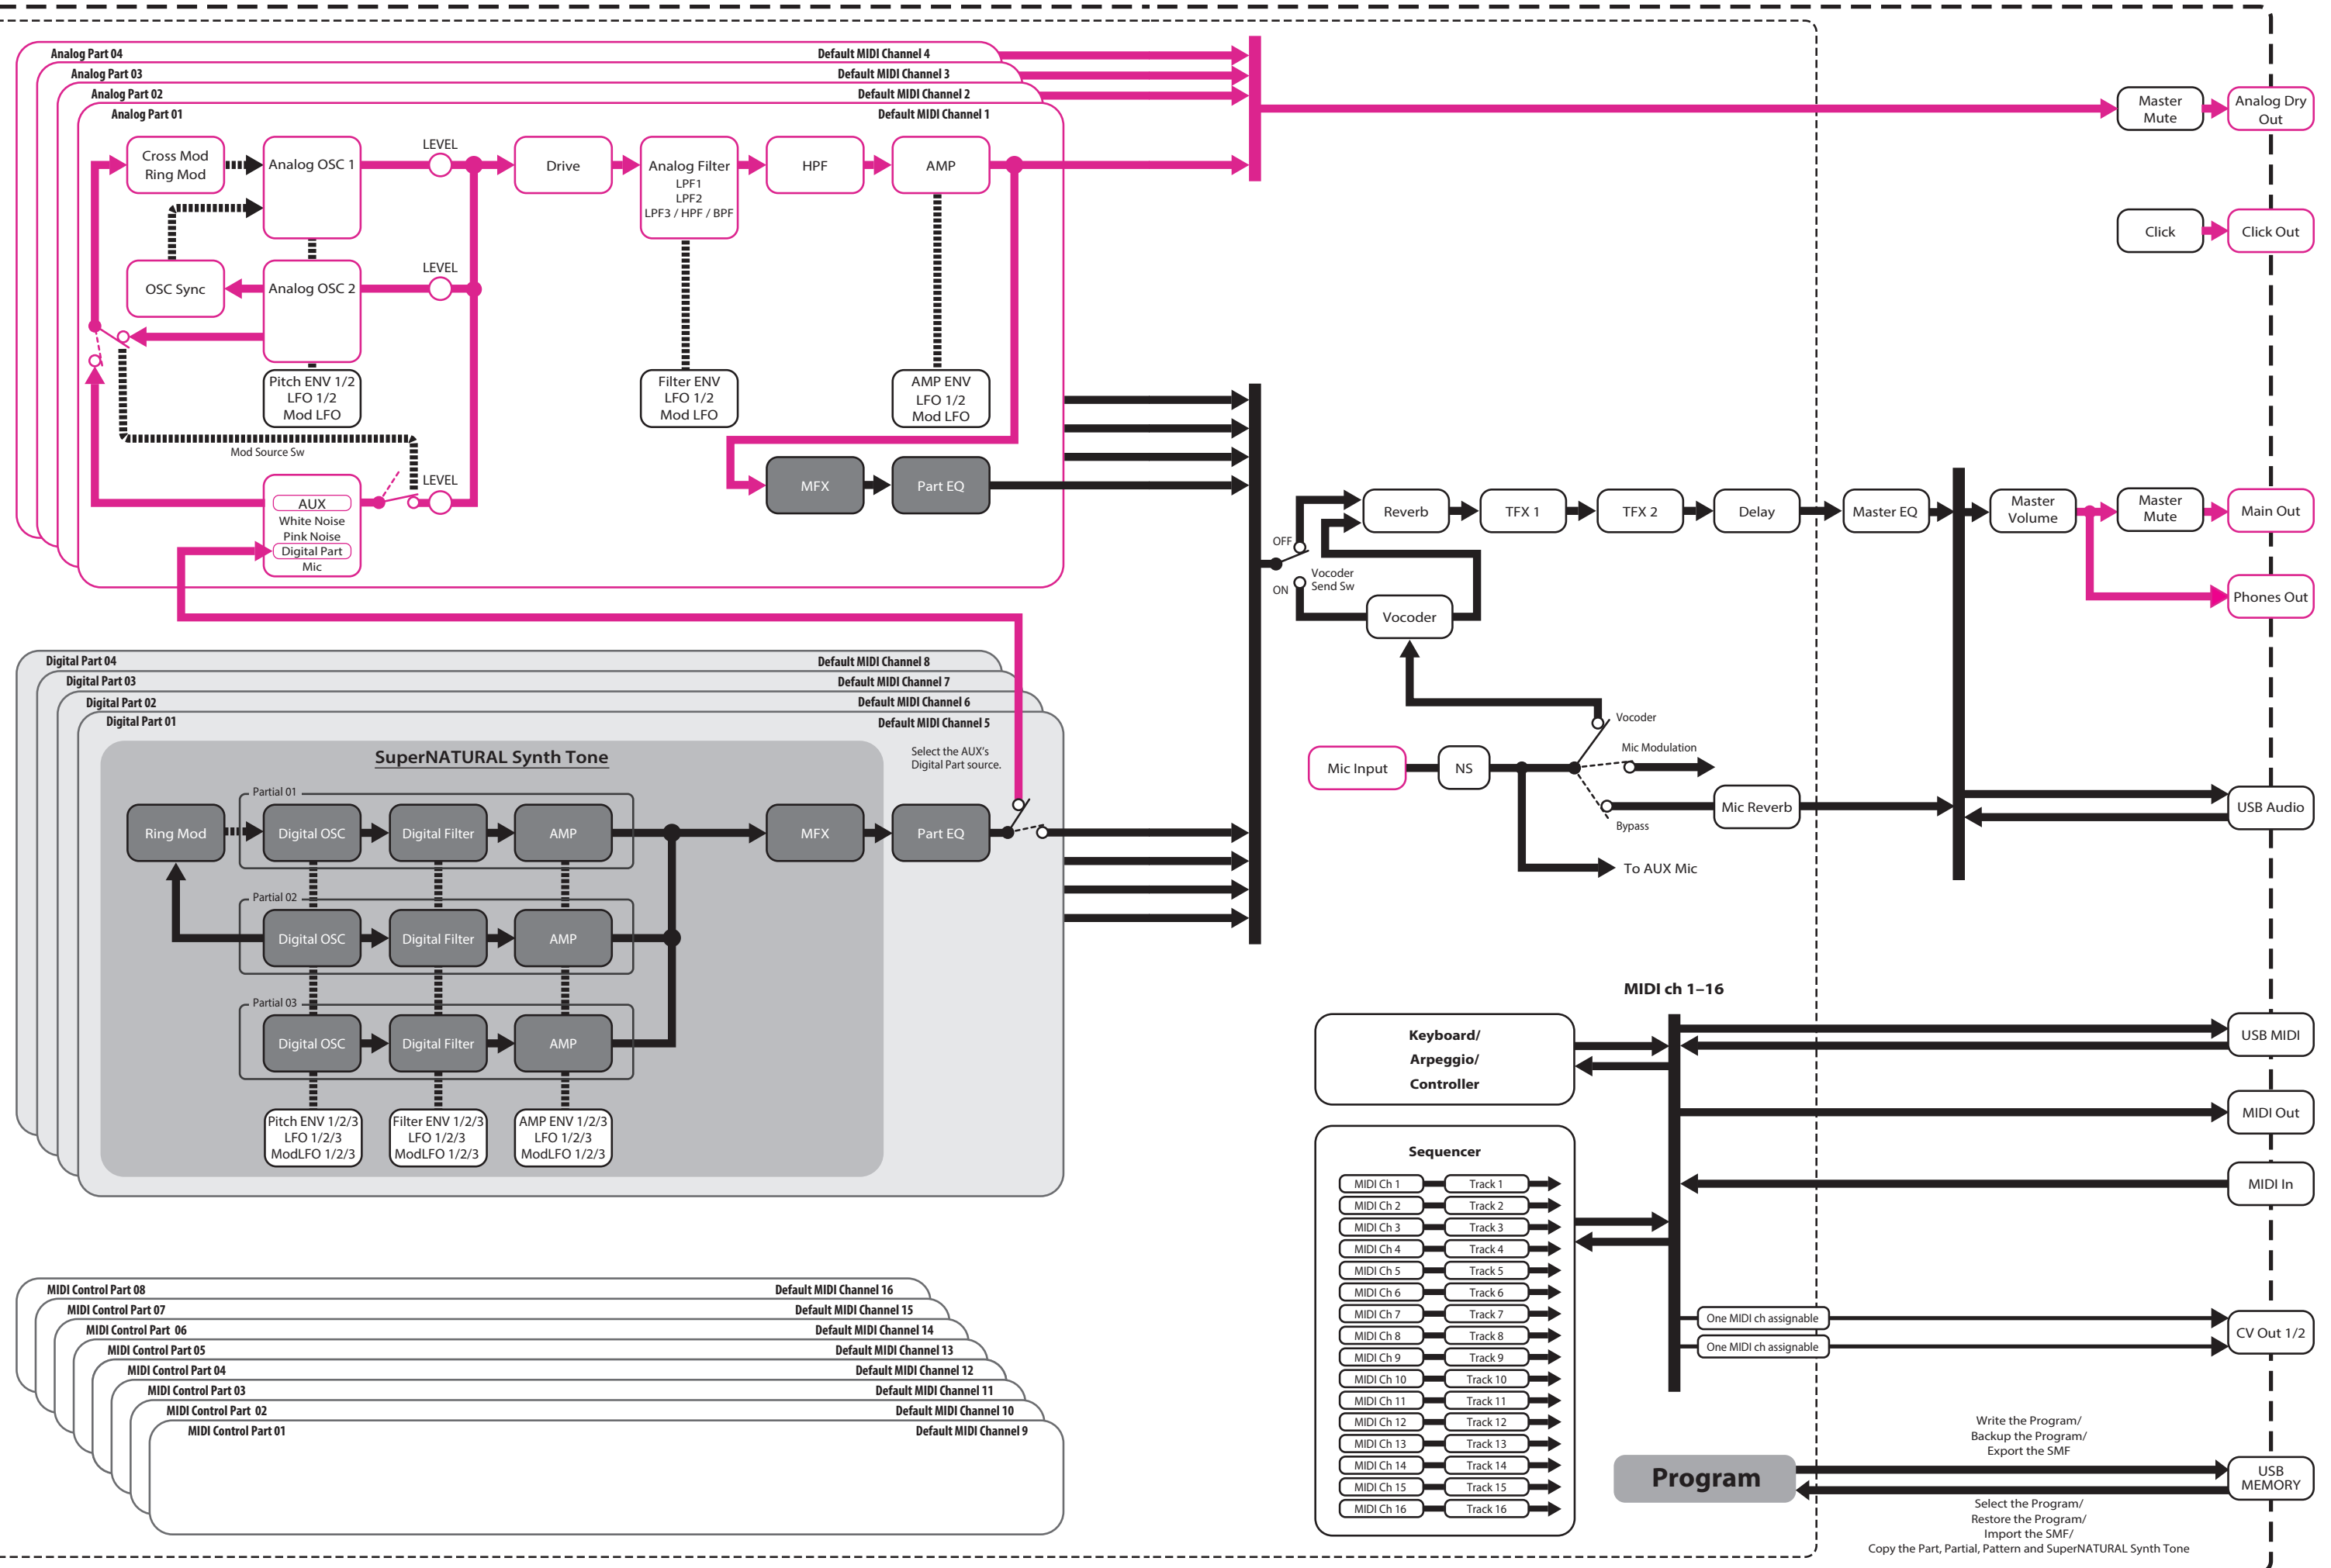 Analog Part 04
Default MIDI Channel 4
Analog Part 03
Default MIDI Channel 3
Analog Part 02
Default MIDI Channel 2
Analog Part 01
Default MIDI Channel 1
Cross Mod
Ring Mod
Analog OSC 1
LEVEL
Drive
Analog Filter
LPF1
LPF2
LPF3 / HPF / BPF
HPF
AMP
OSC Sync
Analog OSC 2
LEVEL
Pitch ENV 1/2
LFO 1/2
Mod LFO
Filter ENV
LFO 1/2
Mod LFO
AMP ENV
LFO 1/2
Mod LFO
Mod Source Sw
LEVEL
AUX
White Noise
Pink Noise
Digital Part
Mic
MFX
Part EQ
Master
Mute
Analog Dry
Out
Click
Click Out
OFF
ON
Vocoder
Send Sw
Reverb
TFX 1
TFX 2
Delay
Master EQ
Master
Volume
Master
Mute
Main Out
Phones Out
Vocoder
Vocoder
Mic Modulation
Bypass
Mic Input
NS
Mic Reverb
To AUX Mic
USB Audio
Digital Part 04
Default MIDI Channel 8
Digital Part 03
Default MIDI Channel 7
Digital Part 02
Default MIDI Channel 6
Digital Part 01
Default MIDI Channel 5
SuperNATURAL Synth Tone
Select the AUX's
Digital Part source.
Partial 01
Ring Mod
Digital OSC
Digital Filter
AMP
MFX
Part EQ
Partial 02
Digital OSC
Digital Filter
AMP
Partial 03
Digital OSC
Digital Filter
AMP
Pitch ENV 1/2/3
LFO 1/2/3
ModLFO 1/2/3
Filter ENV 1/2/3
LFO 1/2/3
ModLFO 1/2/3
AMP ENV 1/2/3
LFO 1/2/3
ModLFO 1/2/3
MIDI ch 1–16
Keyboard/
Arpeggio/
Controller
USB MIDI
MIDI Out
MIDI In
Sequencer
MIDI Ch 1
Track 1
MIDI Ch 2
Track 2
MIDI Ch 3
Track 3
MIDI Ch 4
Track 4
MIDI Ch 5
Track 5
MIDI Ch 6
Track 6
MIDI Ch 7
Track 7
MIDI Ch 8
Track 8
MIDI Ch 9
Track 9
MIDI Ch 10
Track 10
MIDI Ch 11
Track 11
MIDI Ch 12
Track 12
MIDI Ch 13
Track 13
MIDI Ch 14
Track 14
MIDI Ch 15
Track 15
MIDI Ch 16
Track 16
One MIDI ch assignable
One MIDI ch assignable
CV Out 1/2
Write the Program/
Backup the Program/
Export the SMF
Program
USB
MEMORY
Select the Program/
Restore the Program/
Import the SMF/
Copy the Part, Partial, Pattern and SuperNATURAL Synth Tone
MIDI Control Part 08
Default MIDI Channel 16
MIDI Control Part 07
Default MIDI Channel 15
MIDI Control Part 06
Default MIDI Channel 14
MIDI Control Part 05
Default MIDI Channel 13
MIDI Control Part 04
Default MIDI Channel 12
MIDI Control Part 03
Default MIDI Channel 11
MIDI Control Part 02
Default MIDI Channel 10
MIDI Control Part 01
Default MIDI Channel 9